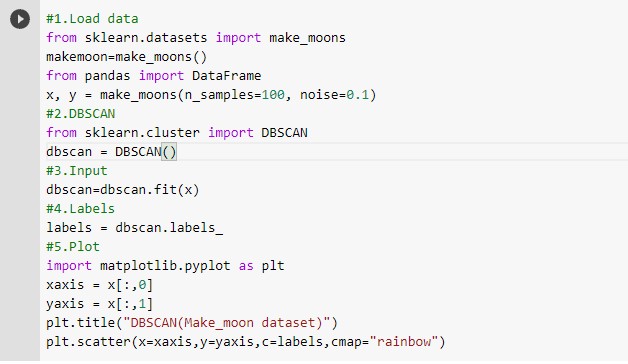 #1.Load data
from sklearn.datasets import make_moons
makemoon=make_moons()
from pandas import DataFrame
x, y = make_moons(n_samples=100, noise=0.1)
#2.DBSCAN
from sklearn.cluster import DBSCAN
dbscan = DBSCAN()
#3.Input
dbscan=dbscan.fit(x)
#4.Labels
labels = dbscan.labels_
#5.Plot
import matplotlib.pyplot as plt
xaxis = x[:,0]
yaxis = x[:,1]
plt.title("DBSCAN(Make_moon dataset)")
plt.scatter(x=xaxis,y=yaxis,c=labels,cmap="rainbow")